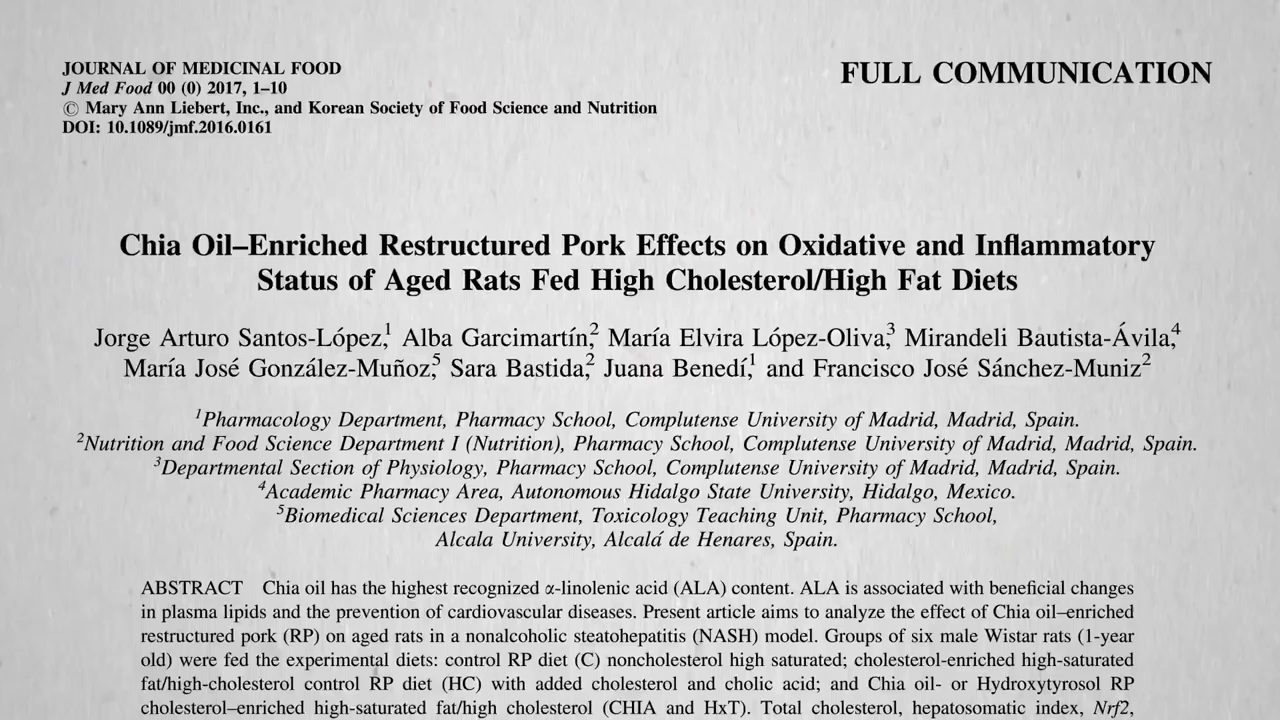 JOURNAL OF MEDICINAL FOOD
J Med Food 00 (0) 2017, 1–10
© Mary Ann Liebert, Inc., and Korean Society of Food Science and Nutrition
DOI: 10.1089/jmf.2016.0161
FULL COMMUNICATION
Chia Oil–Enriched Restructured Pork Effects on Oxidative and Inflammatory
Status of Aged Rats Fed High Cholesterol/High Fat Diets
Jorge Arturo Santos-López,1 Alba Garcimartín,2 María Elvira López-Oliva,3 Mirandeli Bautista-Ávila,4
María José González-Muñoz,5 Sara Bastida,2 Juana Benedí,1 and Francisco José Sánchez-Muniz2
1Pharmacology Department, Pharmacy School, Complutense University of Madrid, Madrid, Spain.
2Nutrition and Food Science Department I (Nutrition), Pharmacy School, Complutense University of Madrid, Madrid, Spain.
3Departmental Section of Physiology, Pharmacy School, Complutense University of Madrid, Madrid, Spain.
4Academic Pharmacy Area, Autonomous Hidalgo State University, Hidalgo, Mexico.
5Biomedical Sciences Department, Toxicology Teaching Unit, Pharmacy School,
Alcala University, Alcalá de Henares, Spain.
ABSTRACT Chia oil has the highest recognized α-linolenic acid (ALA) content. ALA is associated with beneficial changes
in plasma lipids and the prevention of cardiovascular diseases. Present article aims to analyze the effect of Chia oil–enriched
restructured pork (RP) on aged rats in a nonalcoholic steatohepatitis (NASH) model. Groups of six male Wistar rats (1-year
old) were fed the experimental diets: control RP diet (C) noncholesterol high saturated; cholesterol-enriched high-saturated
fat/high-cholesterol control RP diet (HC) with added cholesterol and cholic acid; and Chia oil- or Hydroxytyrosol RP
cholesterol–enriched high-saturated fat/high cholesterol (CHIA and HxT). Total cholesterol, hepatosomatic index, Nrf2,